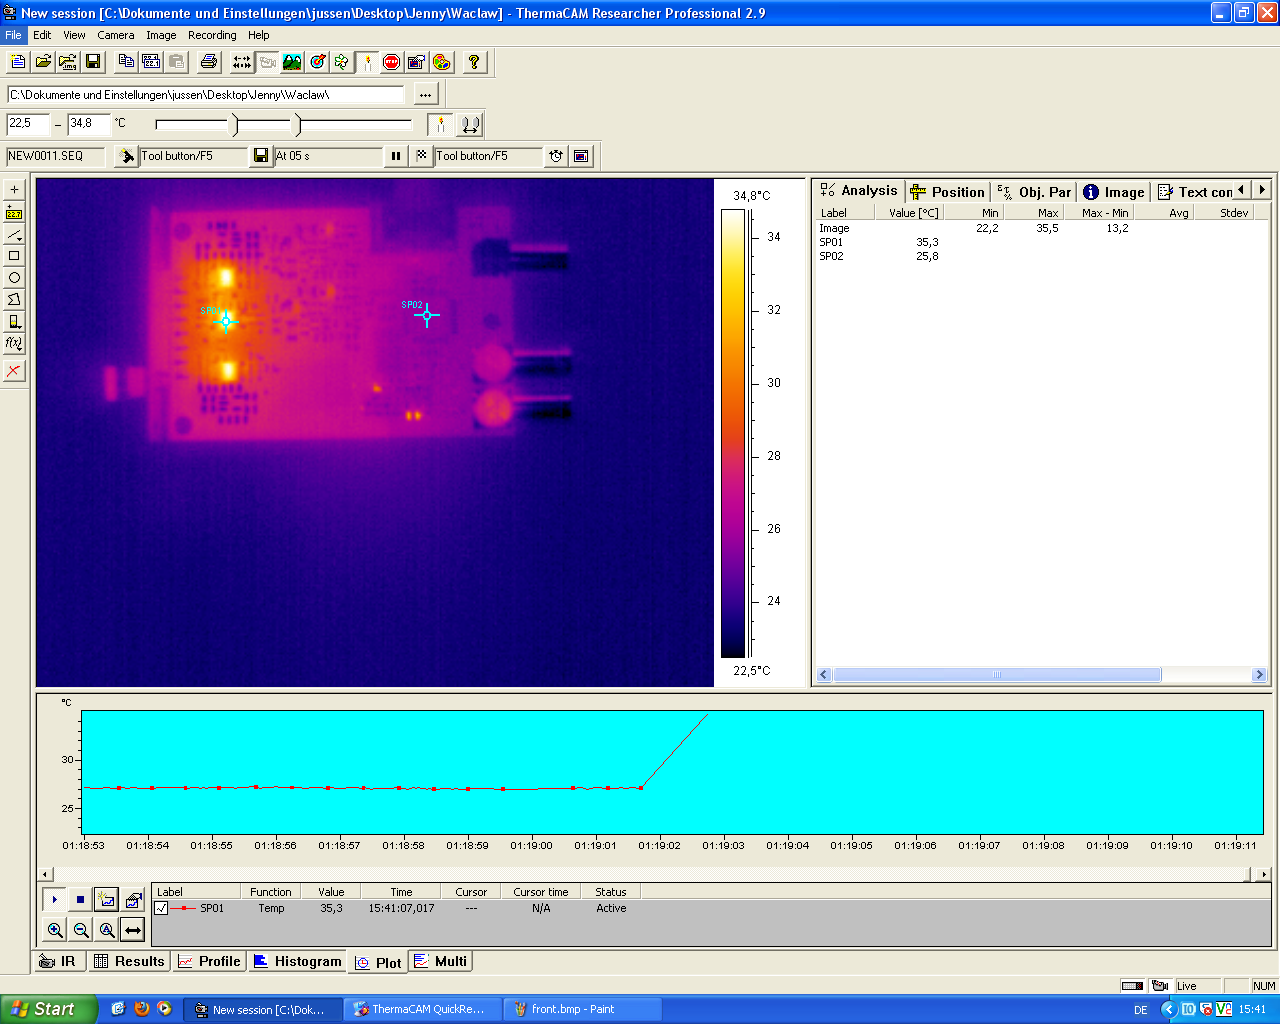 New session [C:\Dokumente und Einstellungen\jussen\Desktop\Jenny\Waclaw] - ThermaCAM Researcher Professional 2.9
File Edit View Camera Image Recording Help
C:\Dokumente und Einstellungen\jussen\Desktop\Jenny\Waclaw\
22,5 – 34,8 °C
NEW0011.SEQ Tool button/F5 At 05 s Tool button/F5
34,8°C
34
32
30
28
26
24
22,5°C
SP02
Analysis Position Obj. Par Image Text con
Label Value [°C] Min Max Max - Min Avg Stdev
Image 22,2 35,5 13,2
SP01 35,3
SP02 25,8
°C
30
25
01:18:53 01:18:54 01:18:55 01:18:56 01:18:57 01:18:58 01:18:59 01:19:00 01:19:01 01:19:02 01:19:03 01:19:04 01:19:05 01:19:06 01:19:07 01:19:08 01:19:09 01:19:10 01:19:11
Label Function Value Time Cursor Cursor time Status
SP01 Temp 35,3 15:41:07,017 --- N/A Active
IR Results Profile Histogram Plot Multi
Live NUM
Start New session [C:\Dok... ThermaCAM QuickRe... front.bmp - Paint DE 15:41